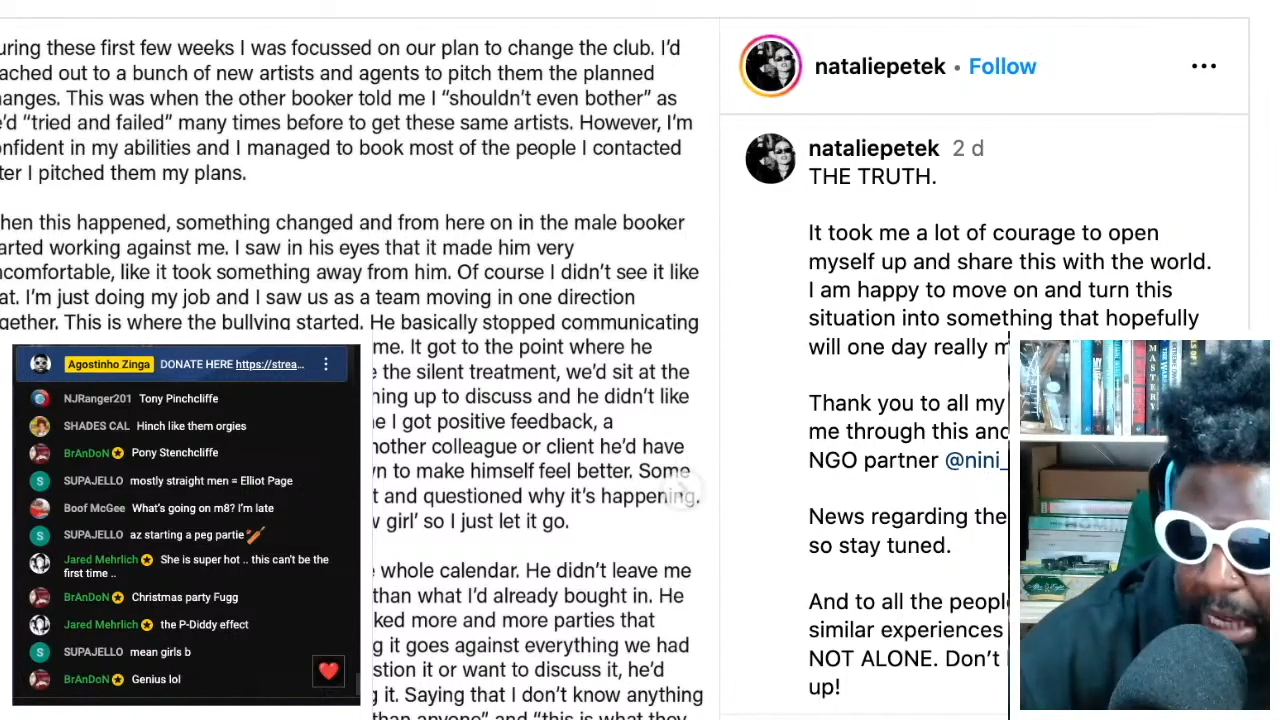 uring these first few weeks I was focussed on our plan to change the club. I'd
ached out to a bunch of new artists and agents to pitch them the planned
anges. This was when the other booker told me I “shouldn't even bother” as
e'd “tried and failed” many times before to get these same artists. However, I'm
onfident in my abilities and I managed to book most of the people I contacted
ter I pitched them my plans.
hen this happened, something changed and from here on in the male booker
arted working against me. I saw in his eyes that it made him very
ncomfortable, like it took something away from him. Of course I didn't see it like
at. I'm just doing my job and I saw us as a team moving in one direction
gether. This is where the bullying started. He basically stopped communicating
me. It got to the point where he
e the silent treatment, we'd sit at the
ning up to discuss and he didn't like
ne I got positive feedback, a
nother colleague or client he'd have
vn to make himself feel better. Some
t and questioned why it's happening.
v girl' so I just let it go.
whole calendar. He didn't leave me
than what I'd already bought in. He
ked more and more parties that
g it goes against everything we had
stion it or want to discuss it, he'd
g it. Saying that I don't know anything
than anyone” and “this is what they
nataliepetek • Follow
nataliepetek 2 d
THE TRUTH.
It took me a lot of courage to open
myself up and share this with the world.
I am happy to move on and turn this
situation into something that hopefully
will one day really m
Thank you to all my
me through this and
NGO partner @nini_
News regarding the
so stay tuned.
And to all the peopl
similar experiences
NOT ALONE. Don't
up!
Agostinho Zinga DONATE HERE https://strea...
NJRanger201 Tony Pinchcliffe
SHADES CAL Hinch like them orgies
BrAnDoN Pony Stenchcliffe
SUPAJELLO mostly straight men = Elliot Page
Boof McGee What's going on m8? I'm late
SUPAJELLO az starting a peg partie
Jared Mehrlich She is super hot .. this can't be the
first time ..
BrAnDoN Christmas party Fugg
Jared Mehrlich the P-Diddy effect
SUPAJELLO mean girls b
BrAnDoN Genius lol
MASTERY